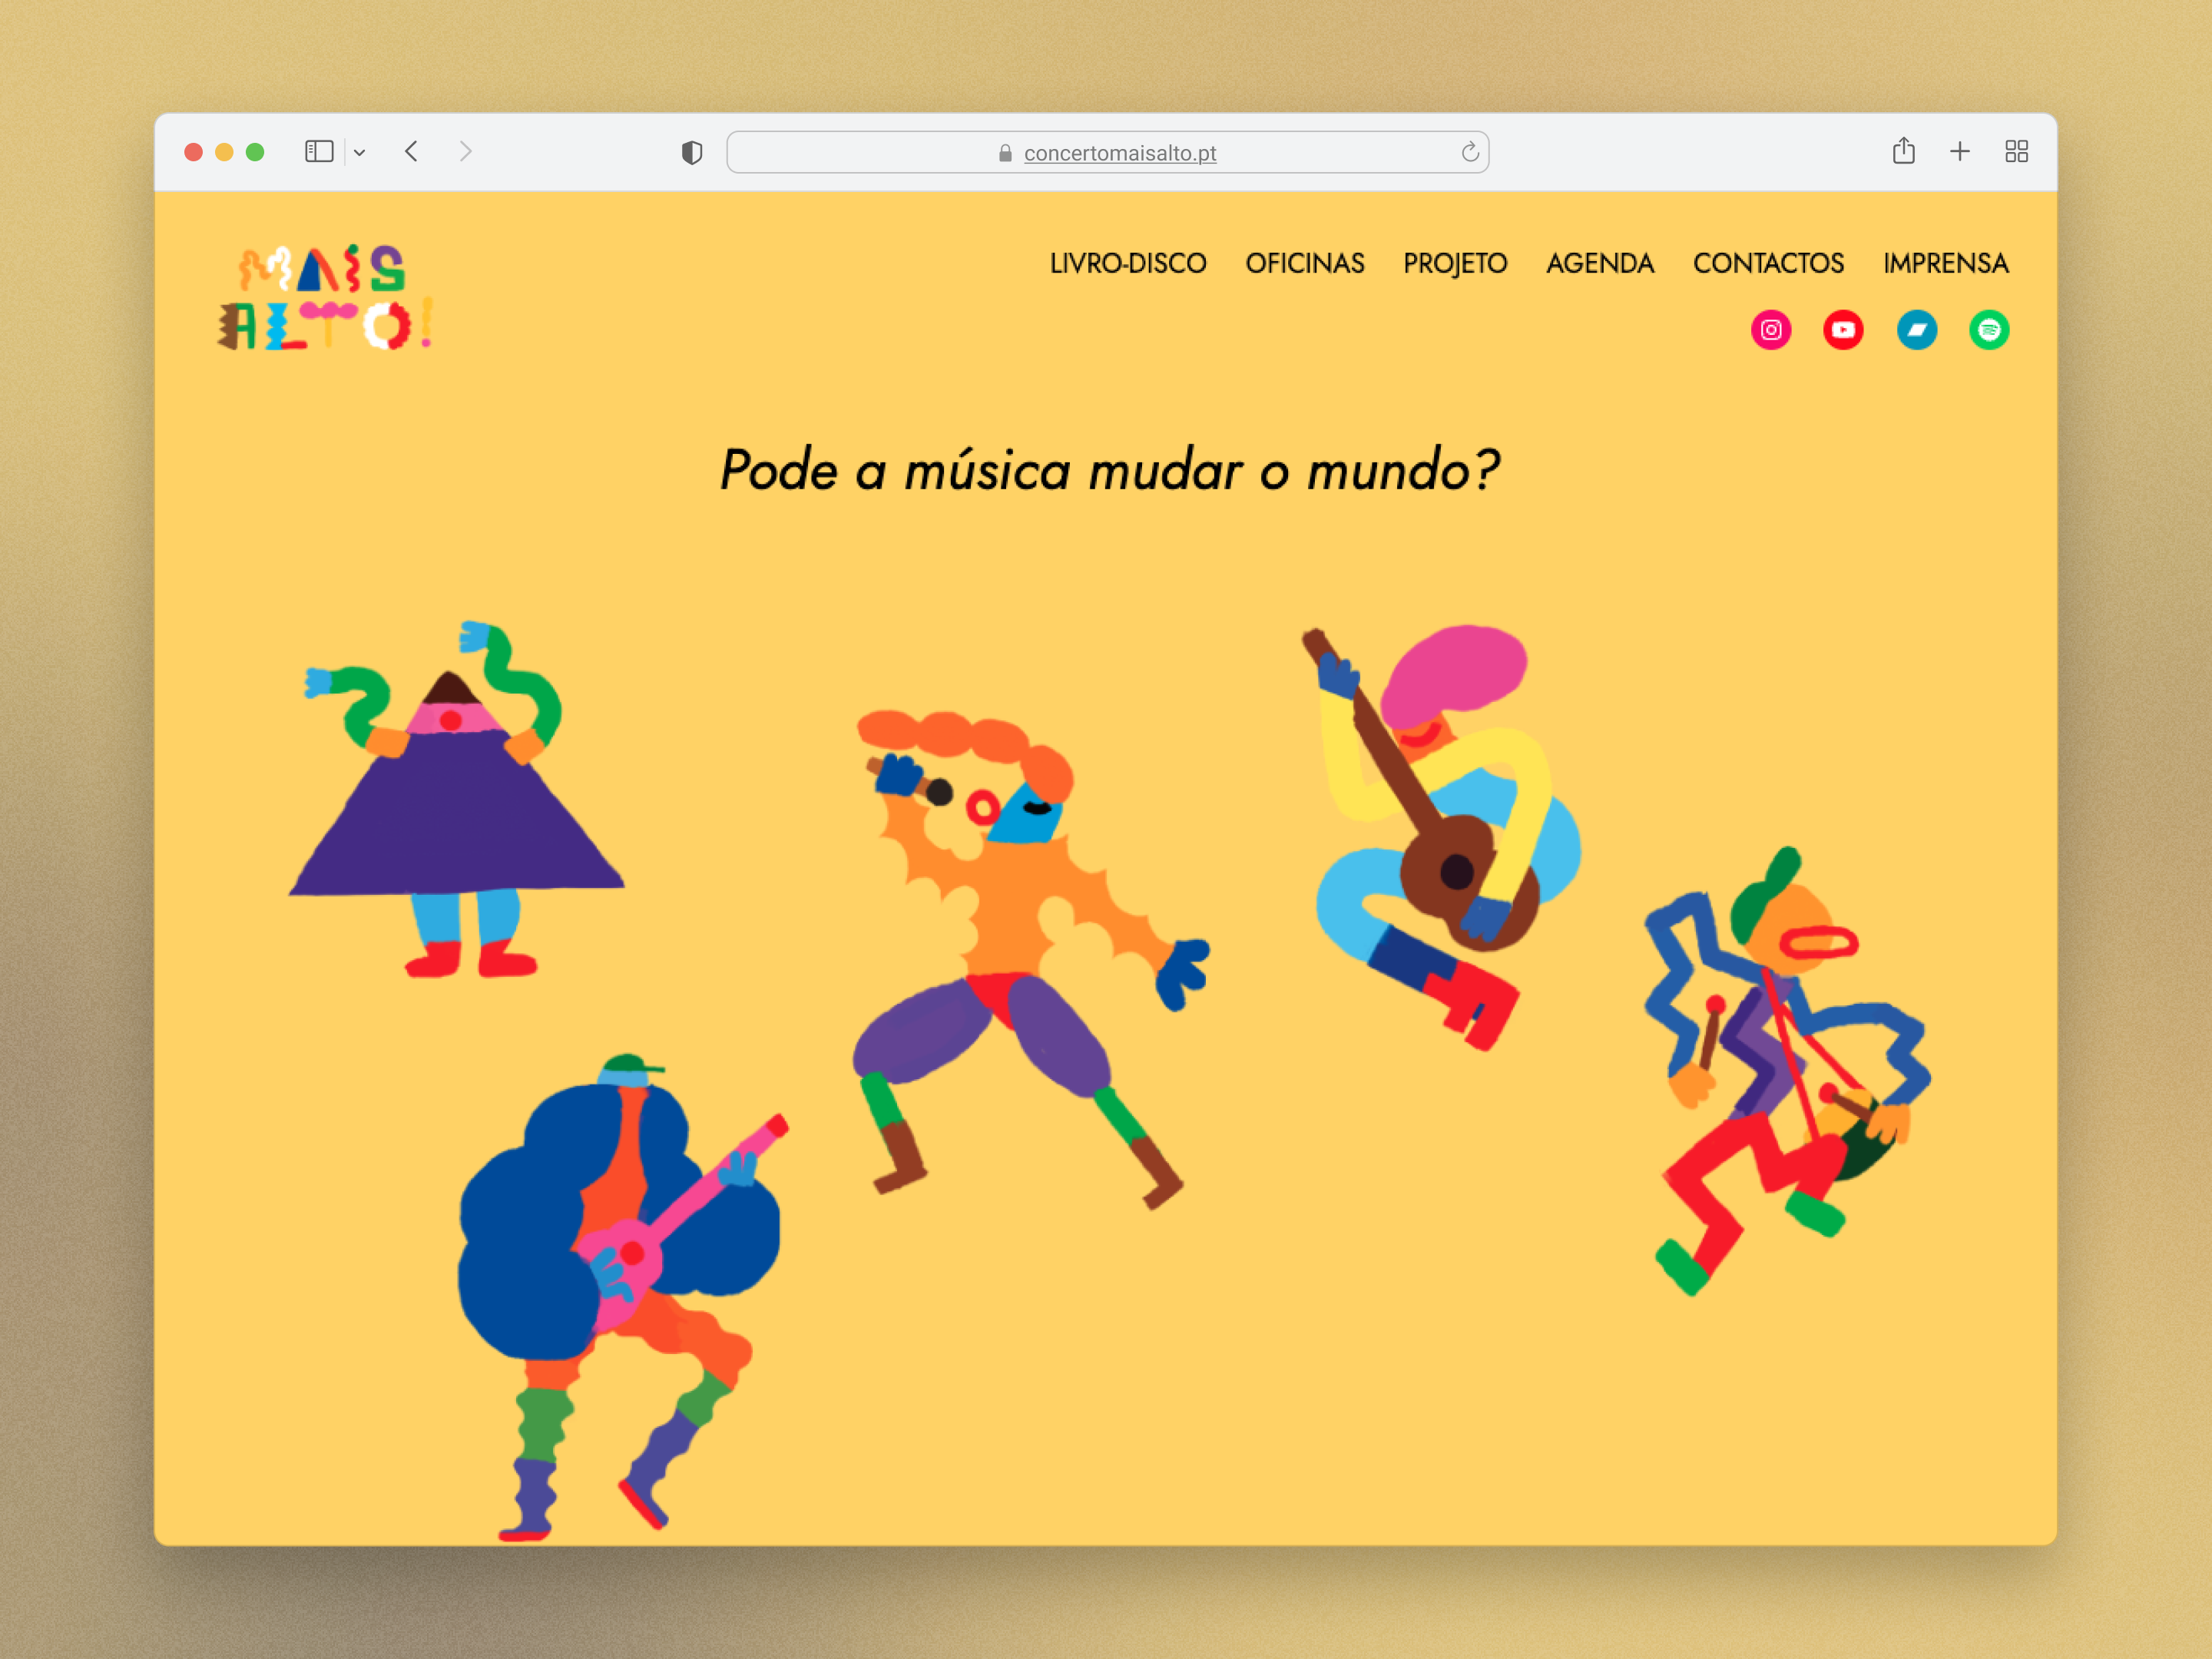 concertomaisalto.pt
MAIS
ALTO!
LIVRO-DISCO OFICINAS PROJETO AGENDA CONTACTOS IMPRENSA
Pode a música mudar o mundo?